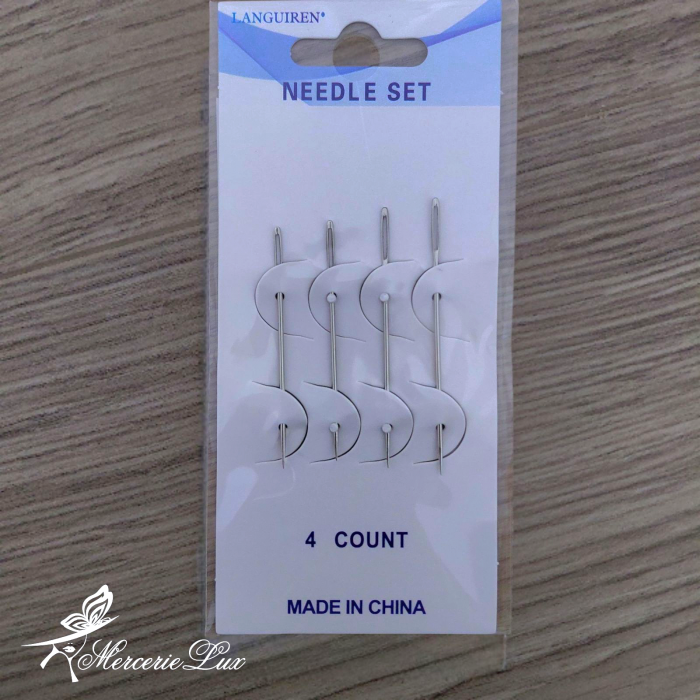 LANGUIREN®
NEEDLE SET
4 COUNT
MADE IN CHINA
Mercerie Lux